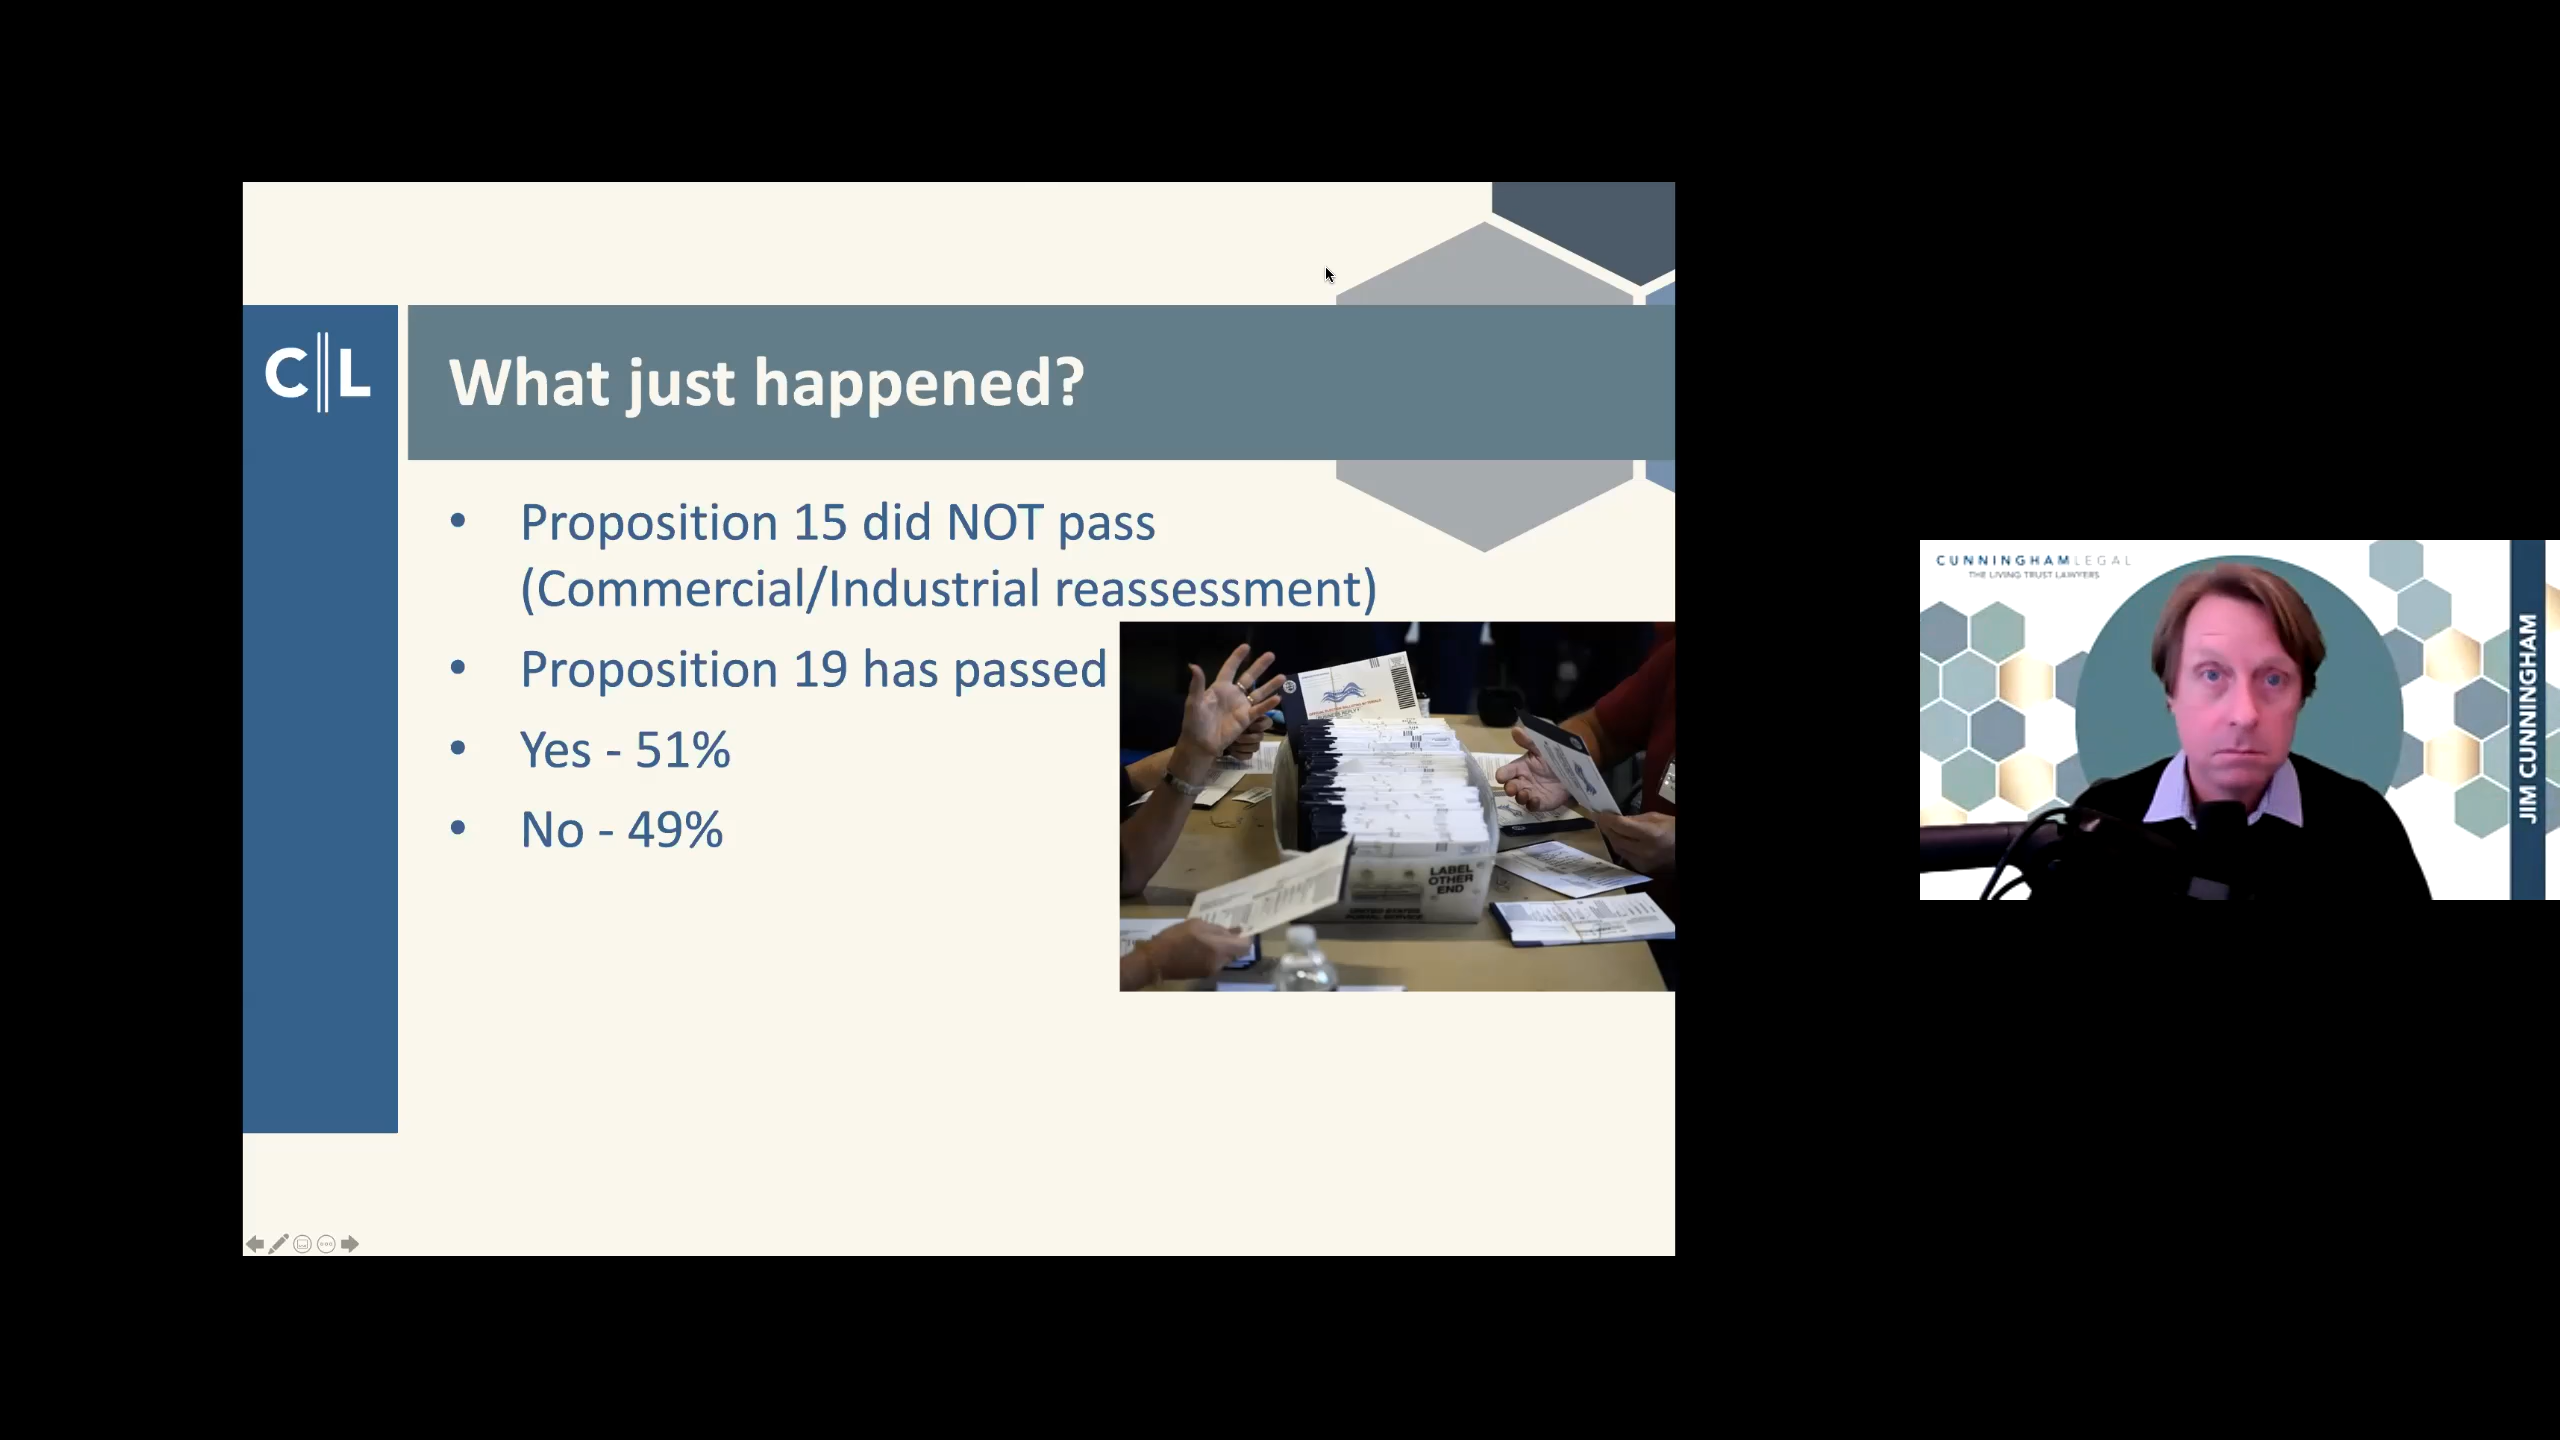 C L
What just happened?
• Proposition 15 did NOT pass
(Commercial/Industrial reassessment)
• Proposition 19 has passed
• Yes - 51%
• No - 49%
LABEL
OTHER
END
CUNNINGHAMLEGAL
THE LIVING TRUST LAWYERS
JIM CUNNINGHAM